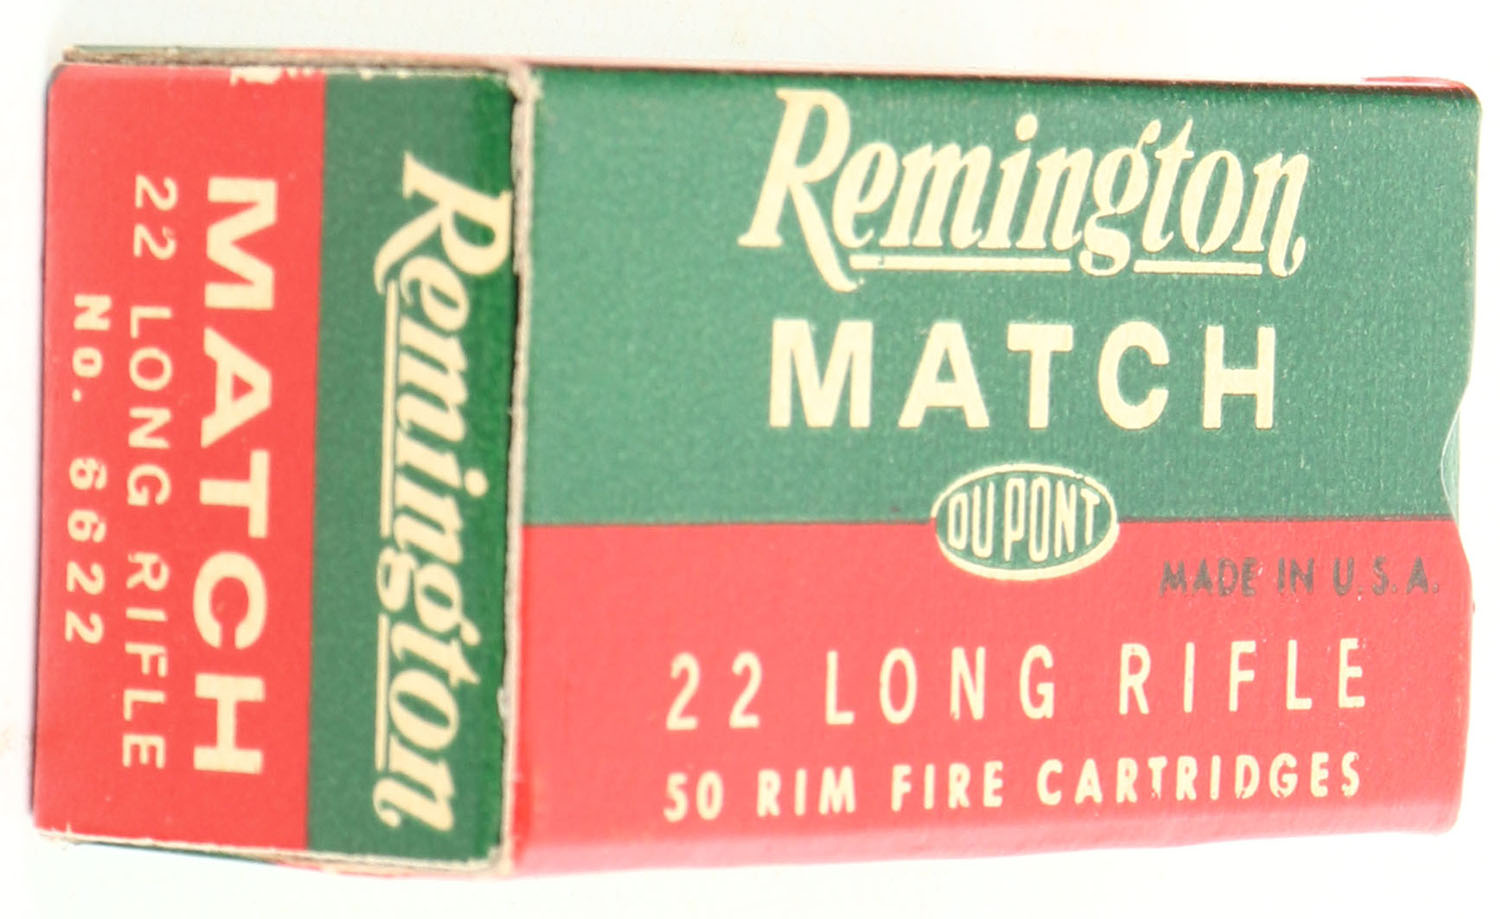 Remington
MATCH
DU PONT
MADE IN U.S.A.
22 LONG RIFLE
50 RIM FIRE CARTRIDGES
Remington
MATCH
22 LONG RIFLE
No. 6622